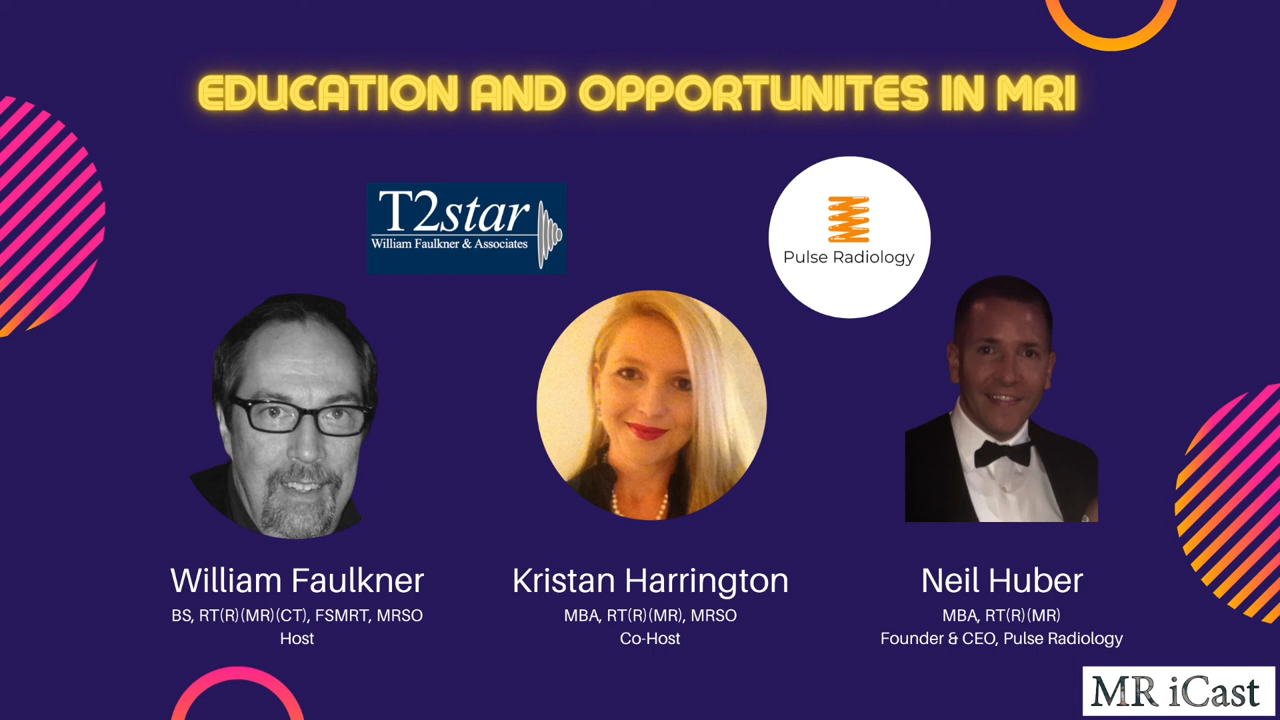 EDUCATION AND OPPORTUNITES IN MRI
T2star
William Faulkner & Associates
Pulse Radiology
William Faulkner
BS, RT(R)(MR)(CT), FSMRT, MRSO
Host
Kristan Harrington
MBA, RT(R)(MR), MRSO
Co-Host
Neil Huber
MBA, RT(R)(MR)
Founder & CEO, Pulse Radiology
MR iCast